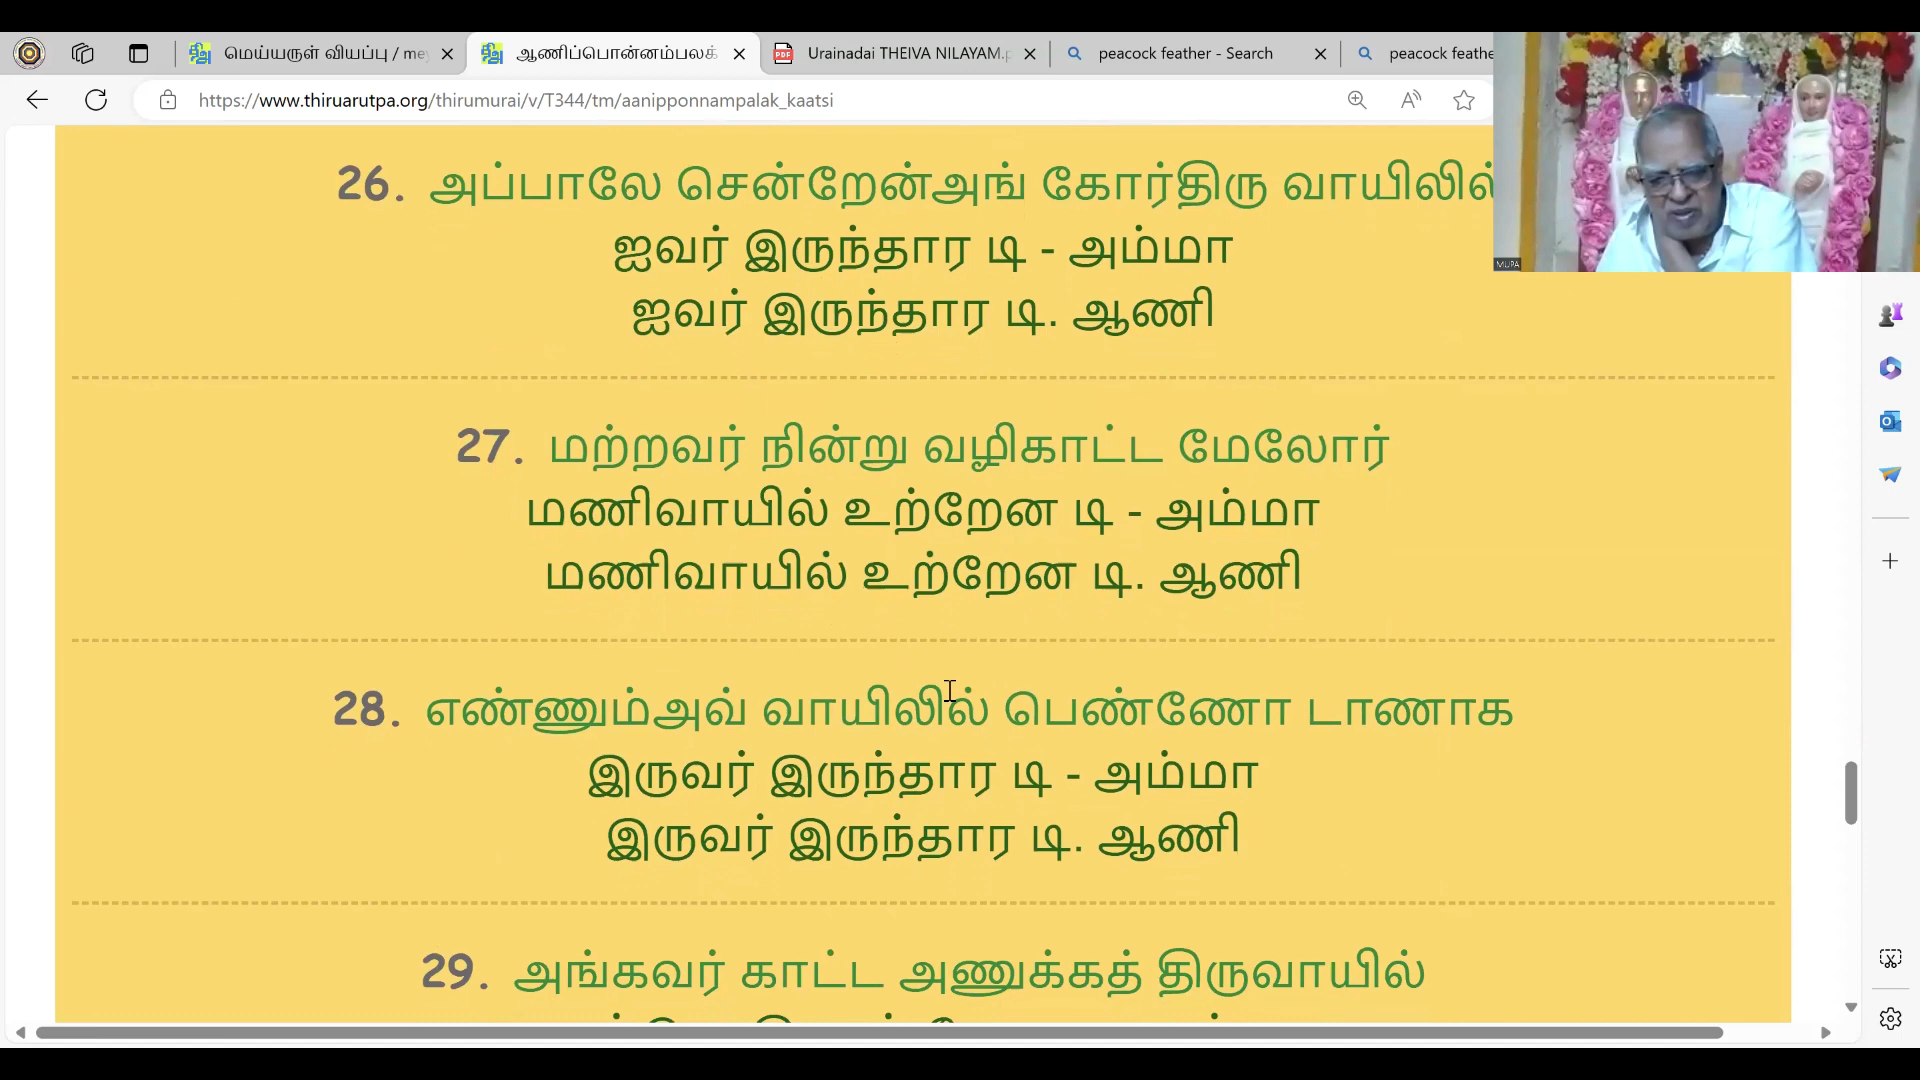 மெய்யருள் வியப்பு / mey
ஆணிப்பொன்னம்பலக்
Urainadai THEIVA NILAYAM.p
peacock feather - Search
peacock feathe
https://www.thiruarutpa.org/thirumurai/v/T344/tm/aanipponnampalak_kaatsi
MUPA
26. அப்பாலே சென்றேன்அங் கோர்திரு வாயிலில்
ஐவர் இருந்தார டி - அம்மா
ஐவர் இருந்தார டி. ஆணி
27. மற்றவர் நின்று வழிகாட்ட மேலோர்
மணிவாயில் உற்றேன டி - அம்மா
மணிவாயில் உற்றேன டி. ஆணி
28. எண்ணும்அவ் வாயிலில் பெண்ணோ டாணாக
இருவர் இருந்தார டி - அம்மா
இருவர் இருந்தார டி. ஆணி
29. அங்கவர் காட்ட அணுக்கத் திருவாயில்